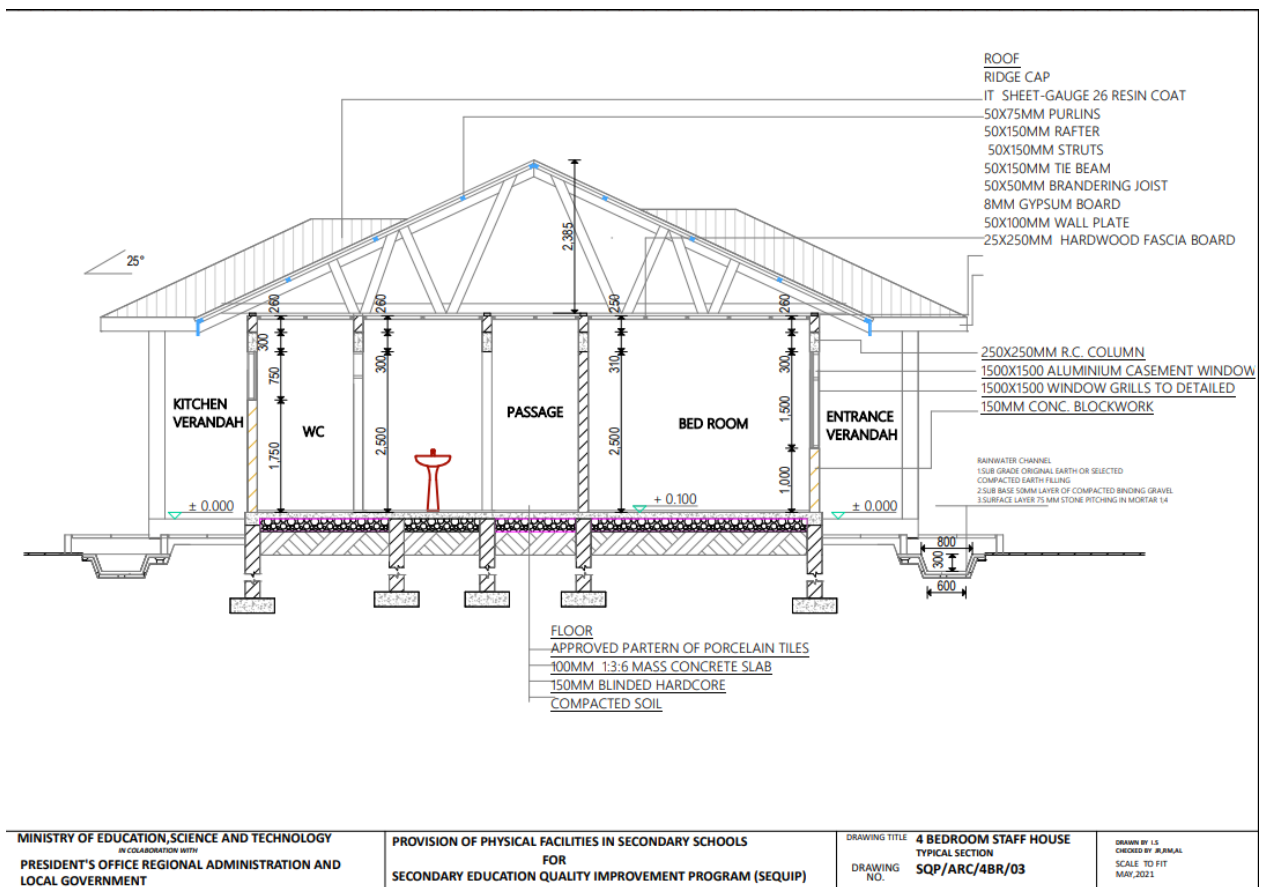 ROOF
RIDGE CAP
IT SHEET-GAUGE 26 RESIN COAT
50X75MM PURLINS
50X150MM RAFTER
50X150MM STRUTS
50X150MM TIE BEAM
50X50MM BRANDERING JOIST
8MM GYPSUM BOARD
50X100MM WALL PLATE
25X250MM HARDWOOD FASCIA BOARD
25°
2,385
260
260
250
260
300
750
1,750
300
2,500
310
2,500
300
1,500
1,000
250X250MM R.C. COLUMN
1500X1500 ALUMINIUM CASEMENT WINDOW
1500X1500 WINDOW GRILLS TO DETAILED
150MM CONC. BLOCKWORK
KITCHEN
VERANDAH
WC
PASSAGE
BED ROOM
ENTRANCE
VERANDAH
± 0.000
+ 0.100
± 0.000
RAINWATER CHANNEL
1.SUB GRADE ORIGINAL EARTH OR SELECTED
COMPACTED EARTH FILLING
2.SUB BASE 50MM LAYER OF COMPACTED BINDING GRAVEL
3.SURFACE LAYER 75 MM STONE PITCHING IN MORTAR 1;4
800
300
600
FLOOR
APPROVED PARTERN OF PORCELAIN TILES
100MM 1:3:6 MASS CONCRETE SLAB
150MM BLINDED HARDCORE
COMPACTED SOIL
MINISTRY OF EDUCATION,SCIENCE AND TECHNOLOGY
IN COLABORATION WITH
PRESIDENT'S OFFICE REGIONAL ADMINISTRATION AND
LOCAL GOVERNMENT
PROVISION OF PHYSICAL FACILITIES IN SECONDARY SCHOOLS
FOR
SECONDARY EDUCATION QUALITY IMPROVEMENT PROGRAM (SEQUIP)
DRAWING TITLE 4 BEDROOM STAFF HOUSE
TYPICAL SECTION
DRAWING NO. SQP/ARC/4BR/03
DRAWN BY I.S
CHECKED BY JR,RM,AL
SCALE TO FIT
MAY,2021